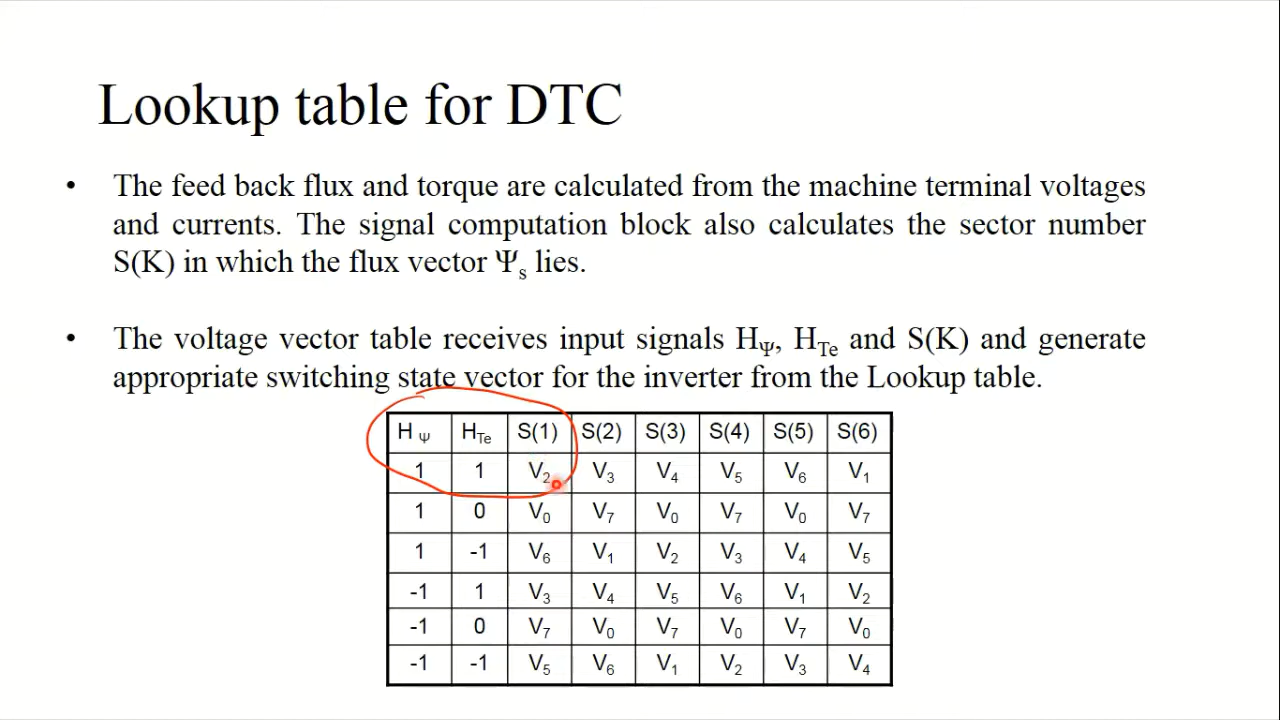 Lookup table for DTC
• The feed back flux and torque are calculated from the machine terminal voltages
and currents. The signal computation block also calculates the sector number
S(K) in which the flux vector Ψs lies.
• The voltage vector table receives input signals HΨ, HTe and S(K) and generate
appropriate switching state vector for the inverter from the Lookup table.
H Ψ HTe S(1) S(2) S(3) S(4) S(5) S(6)
1 1 V2 V3 V4 V5 V6 V1
1 0 V0 V7 V0 V7 V0 V7
1 -1 V6 V1 V2 V3 V4 V5
-1 1 V3 V4 V5 V6 V1 V2
-1 0 V7 V0 V7 V0 V7 V0
-1 -1 V5 V6 V1 V2 V3 V4